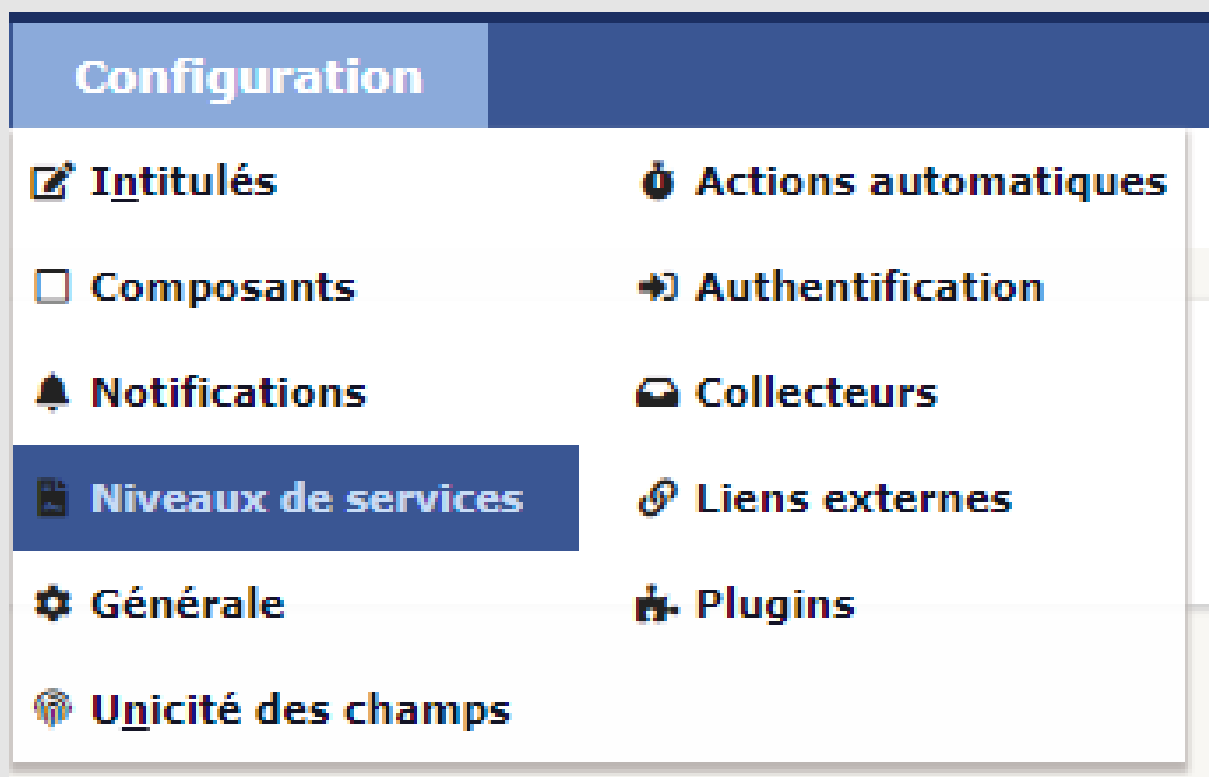 Configuration
Intitulés
Actions automatiques
Composants
Authentification
Notifications
Collecteurs
Niveaux de services
Liens externes
Générale
Plugins
Unicité des champs